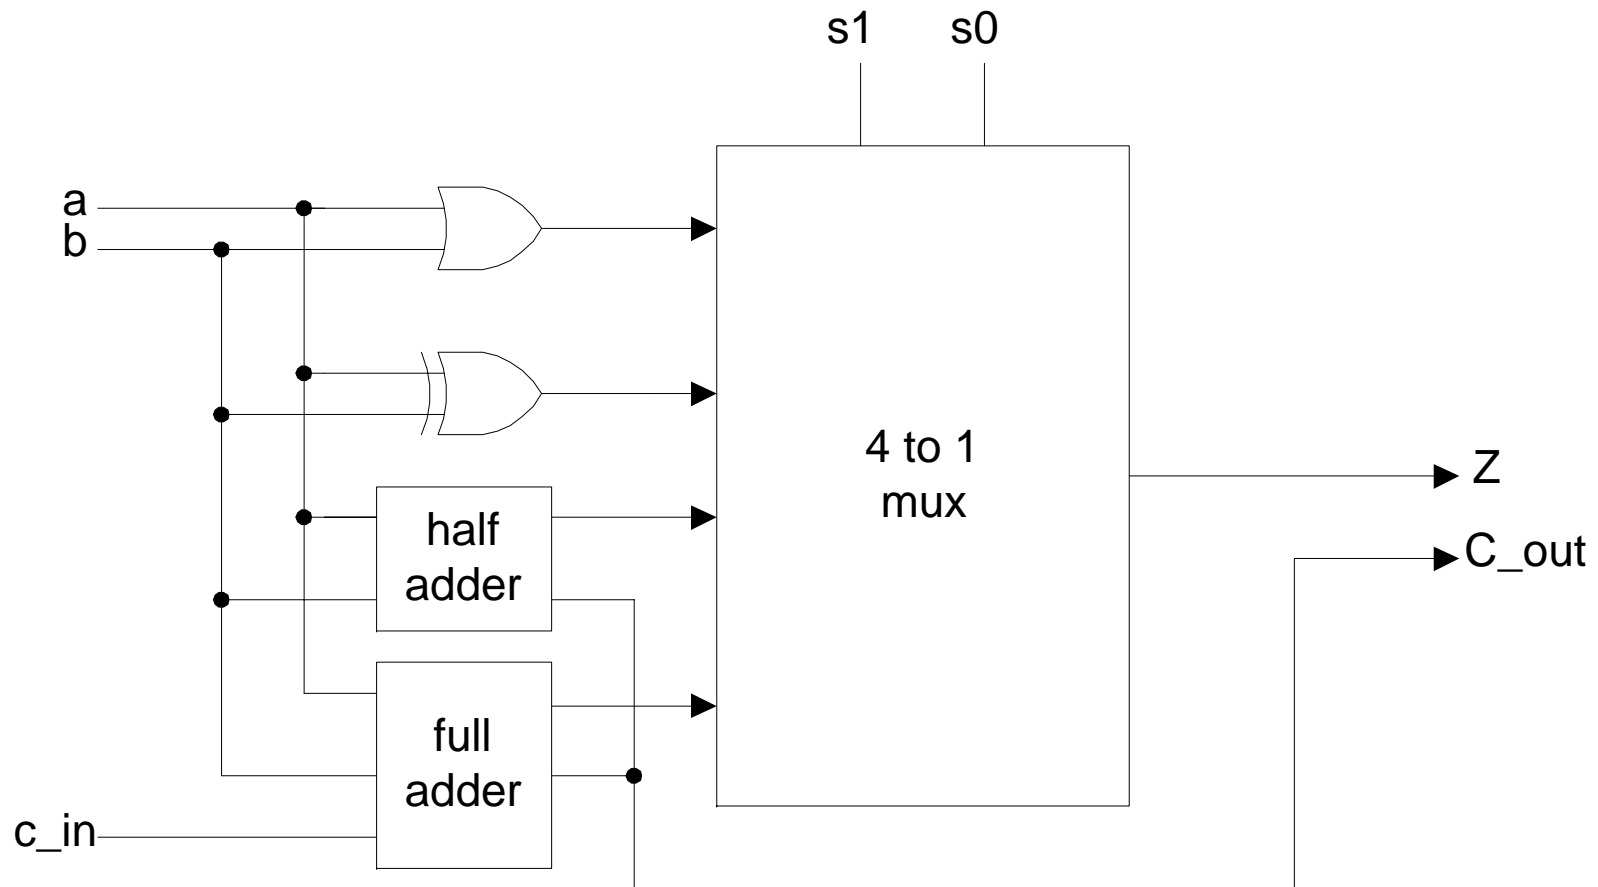 s1 s0
a
b
4 to 1
mux
Z
half
adder
C_out
full
adder
c_in